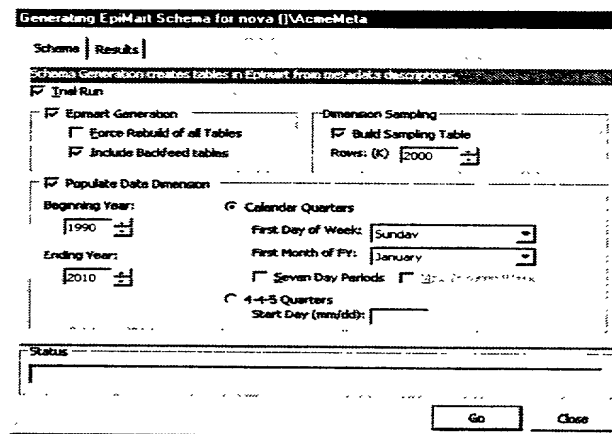 Generating EpiMart Schema for nova []\AcmeMeta
Schema Results
Schema Generation creates tables in Epimart from metadata descriptions.
Trial Run
Epmart Generation
Force Rebuild of all Tables
Include Backfeed tables
Dimension Sampling
Build Sampling Table
Rows: (K) 2000
Populate Date Dimension
Beginning Year:
1990
Ending Year:
2010
Calendar Quarters
First Day of Week: Sunday
First Month of FY: January
Seven Day Periods
4-4-5 Quarters
Start Day (mm/dd):
Status
Go Close